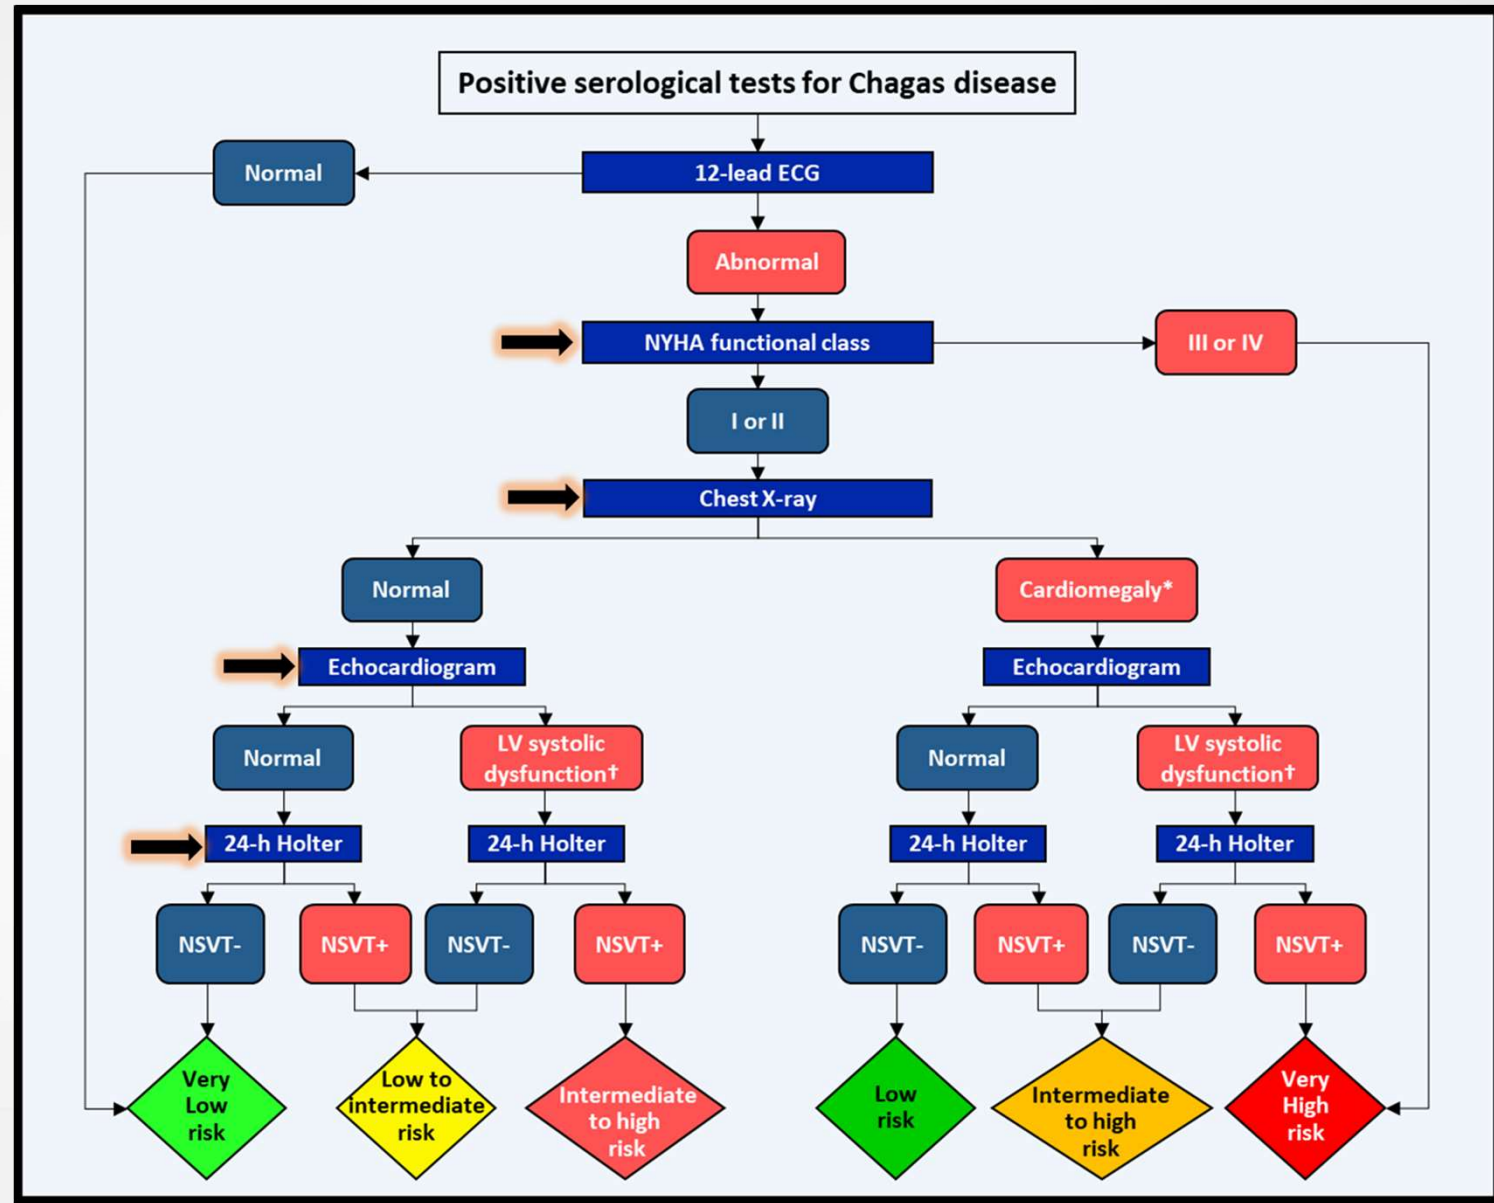 Positive serological tests for Chagas disease
Normal
12-lead ECG
Abnormal
NYHA functional class
III or IV
I or II
Chest X-ray
Normal
Cardiomegaly*
Echocardiogram
Echocardiogram
Normal
LV systolic
dysfunction†
Normal
LV systolic
dysfunction†
24-h Holter
24-h Holter
24-h Holter
24-h Holter
NSVT-
NSVT+
NSVT-
NSVT+
NSVT-
NSVT+
NSVT-
NSVT+
Very
Low
risk
Low to
intermediate
risk
Intermediate
to high
risk
Low
risk
Intermediate
to high
risk
Very
High
risk